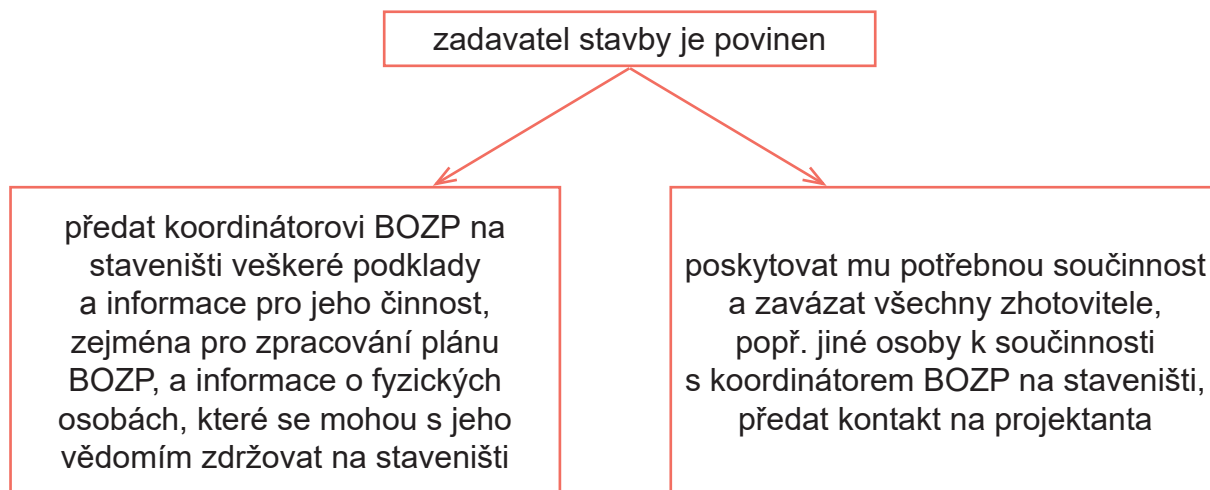 zadavatel stavby je povinen
předat koordinátorovi BOZP na
staveništi veškeré podklady
a informace pro jeho činnost,
zejména pro zpracování plánu
BOZP, a informace o fyzických
osobách, které se mohou s jeho
vědomím zdržovat na staveništi
poskytovat mu potřebnou součinnost
a zavázat všechny zhotovitele,
popř. jiné osoby k součinnosti
s koordinátorem BOZP na staveništi,
předat kontakt na projektanta